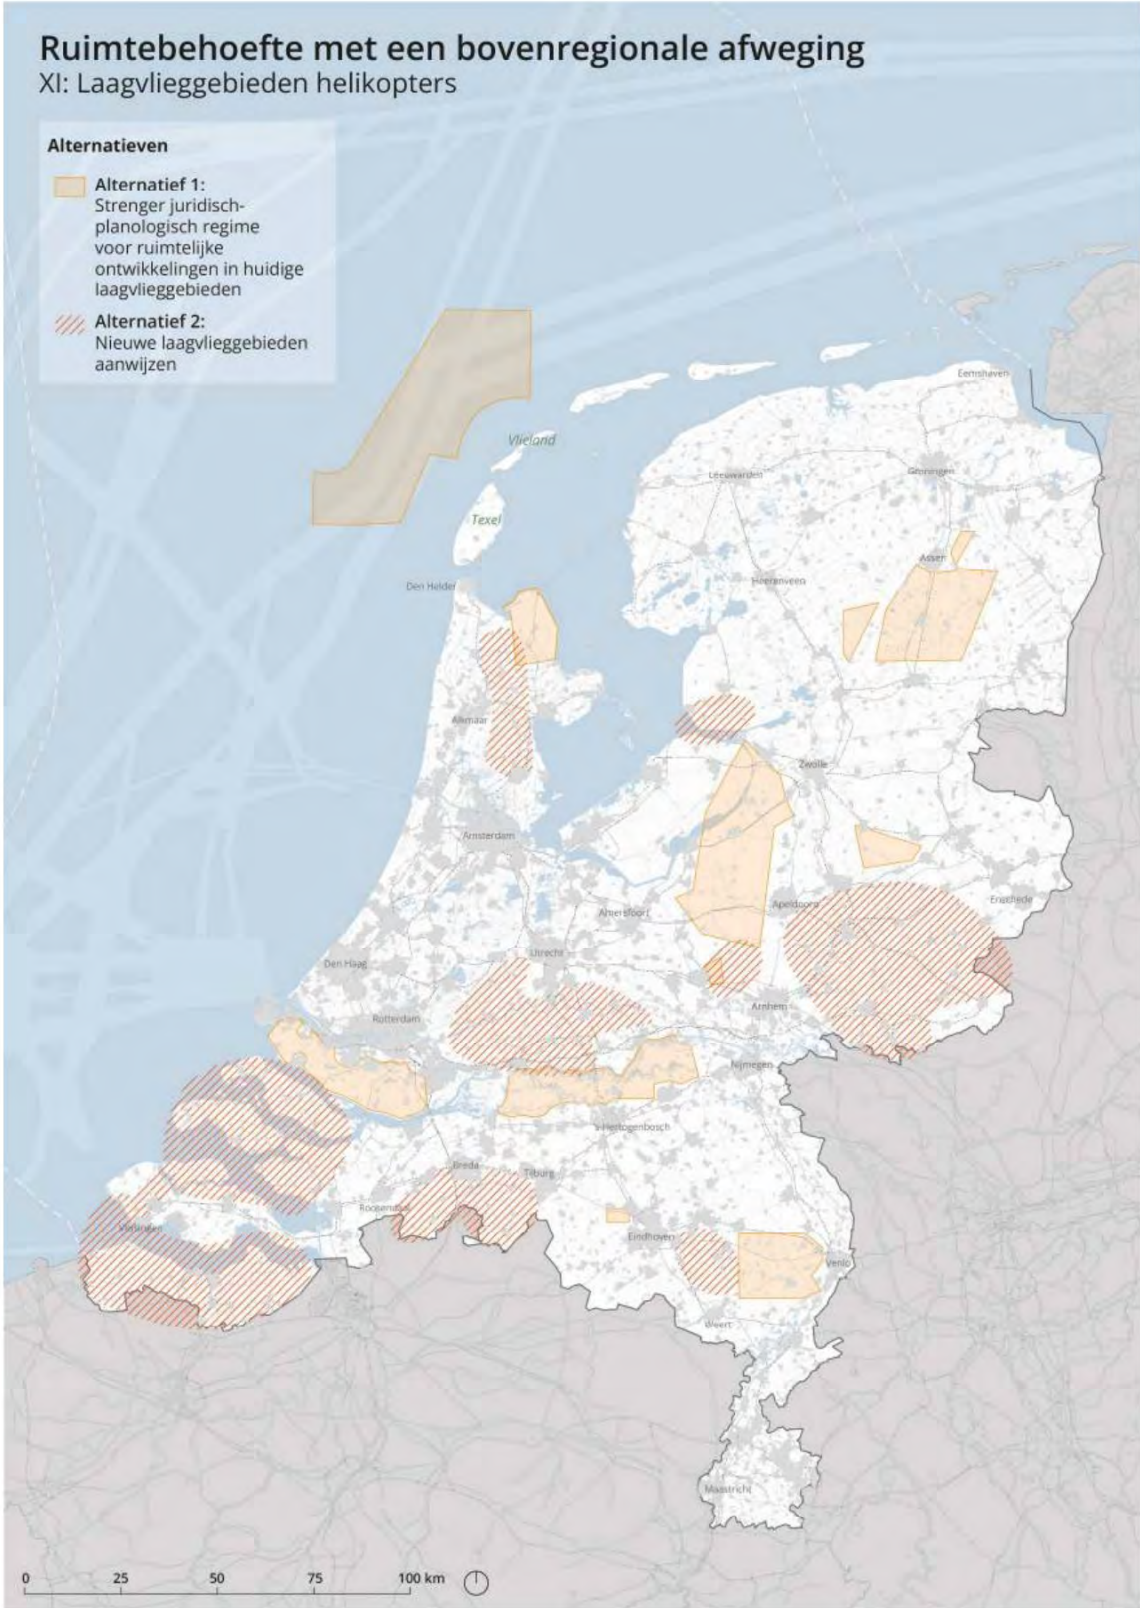 Ruimtebehoefte met een bovenregionale afweging
XI: Laagvlieggebieden helikopters
Alternatieven
Alternatief 1:
Strenger juridisch-
planologisch regime
voor ruimtelijke
ontwikkelingen in huidige
laagvlieggebieden
Alternatief 2:
Nieuwe laagvlieggebieden
aanwijzen
Eemshaven
Vlieland
Leeuwarden
Groningen
Texel
Assen
Den Helder
Heerenveen
Alkmaar
Zwolle
Amsterdam
Enschede
Apeldoorn
Amersfoort
Utrecht
Den Haag
Arnhem
Rotterdam
Nijmegen
's-Hertogenbosch
Breda
Tilburg
Roosendaal
Vlissingen
Eindhoven
Venlo
Weert
Maastricht
0 25 50 75 100 km